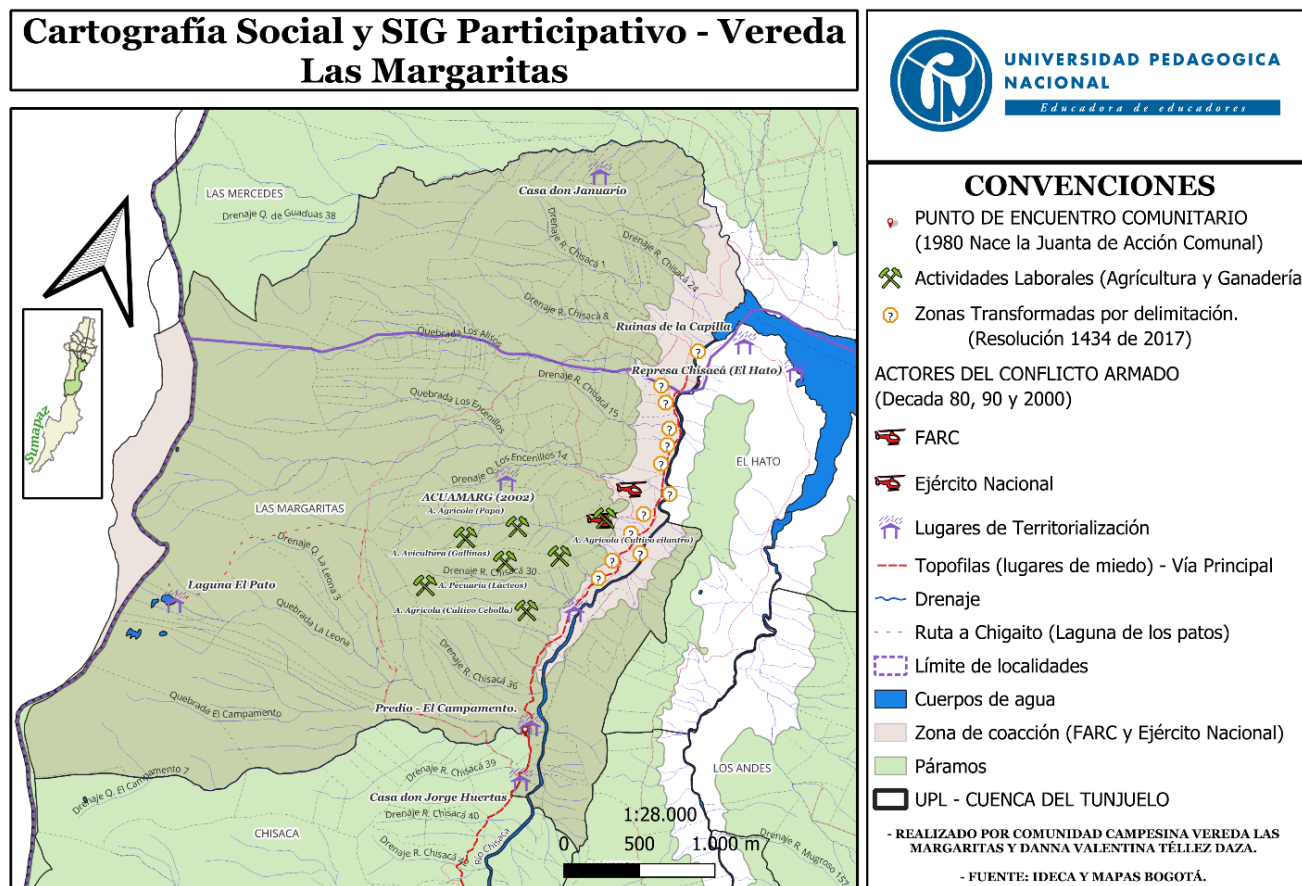 Cartografía Social y SIG Participativo - Vereda
Las Margaritas
UNIVERSIDAD PEDAGOGICA
NACIONAL
Educadora de educadores
LAS MERCEDES
Drenaje Q. de Guaduas 38
Casa don Januario
Drenaje R. Chisacá 1
Drenaje R. Chisacá 24
Drenaje R. Chisacá 8
Ruinas de la Capilla
Quebrada Los Alisos
Represa Chisacá (El Hato)
Drenaje R. Chisacá 15
Quebrada Los Encenillos
Sumapaz
Drenaje Q. Los Encenillos 14
EL HATO
ACUAMARG (2002)
A. Agrícola (Papa)
LAS MARGARITAS
A. Agrícola (Cultivo cilantro)
A. Avicultura (Gallinas)
Drenaje Q. La Leona 3
Drenaje R. Chisacá 30
Laguna El Pato
A. Pecuaria (Lácteos)
A. Agrícola (Cultivo Cebolla)
Quebrada La Leona
Drenaje R. Chisacá 36
Quebrada El Campamento
Predio - El Campamento.
Drenaje Q. El Campamento 7
Drenaje R. Chisacá 39
LOS ANDES
Casa don Jorge Huertas
Drenaje R. Chisacá 40
CHISACA
Río Chisacá
Drenaje R. Chisacá 4
Drenaje R. Mugroso 157
1:28.000
0 500 1.000 m
CONVENCIONES
PUNTO DE ENCUENTRO COMUNITARIO
(1980 Nace la Juanta de Acción Comunal)
Actividades Laborales (Agrícultura y Ganadería
Zonas Transformadas por delimitación.
(Resolución 1434 de 2017)
ACTORES DEL CONFLICTO ARMADO
(Decada 80, 90 y 2000)
FARC
Ejército Nacional
Lugares de Territorialización
Topofilas (lugares de miedo) - Vía Principal
Drenaje
Ruta a Chigaito (Laguna de los patos)
Límite de localidades
Cuerpos de agua
Zona de coacción (FARC y Ejército Nacional)
Páramos
UPL - CUENCA DEL TUNJUELO
- REALIZADO POR COMUNIDAD CAMPESINA VEREDA LAS
MARGARITAS Y DANNA VALENTINA TÉLLEZ DAZA.
- FUENTE: IDECA Y MAPAS BOGOTÁ.